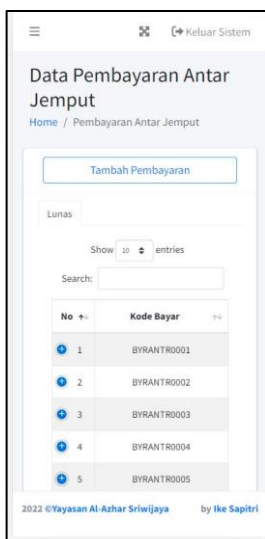 Keluar Sistem
Data Pembayaran Antar
Jemput
Home / Pembayaran Antar Jemput
Tambah Pembayaran
Lunas
Show 10 entries
Search:
No Kode Bayar
1 BYRANTR0001
2 BYRANTR0002
3 BYRANTR0003
4 BYRANTR0004
5 BYRANTR0005
2022 ©Yayasan Al-Azhar Sriwijaya by Ike Sapitri